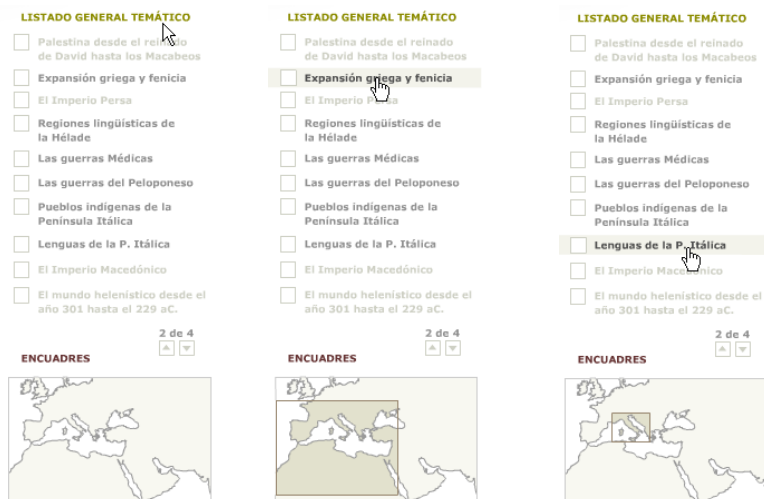 LISTADO GENERAL TEMÁTICO
Palestina desde el reinado
de David hasta los Macabeos
Expansión griega y fenicia
El Imperio Persa
Regiones lingüísticas de
la Hélade
Las guerras Médicas
Las guerras del Peloponeso
Pueblos indígenas de la
Península Itálica
Lenguas de la P. Itálica
El Imperio Macedónico
El mundo helenístico desde el
año 301 hasta el 229 aC.
2 de 4
ENCUADRES
LISTADO GENERAL TEMÁTICO
Palestina desde el reinado
de David hasta los Macabeos
Expansión griega y fenicia
El Imperio Persa
Regiones lingüísticas de
la Hélade
Las guerras Médicas
Las guerras del Peloponeso
Pueblos indígenas de la
Península Itálica
Lenguas de la P. Itálica
El Imperio Macedónico
El mundo helenístico desde el
año 301 hasta el 229 aC.
2 de 4
ENCUADRES
LISTADO GENERAL TEMÁTICO
Palestina desde el reinado
de David hasta los Macabeos
Expansión griega y fenicia
El Imperio Persa
Regiones lingüísticas de
la Hélade
Las guerras Médicas
Las guerras del Peloponeso
Pueblos indígenas de la
Península Itálica
Lenguas de la P. Itálica
El Imperio Macedónico
El mundo helenístico desde el
año 301 hasta el 229 aC.
2 de 4
ENCUADRES